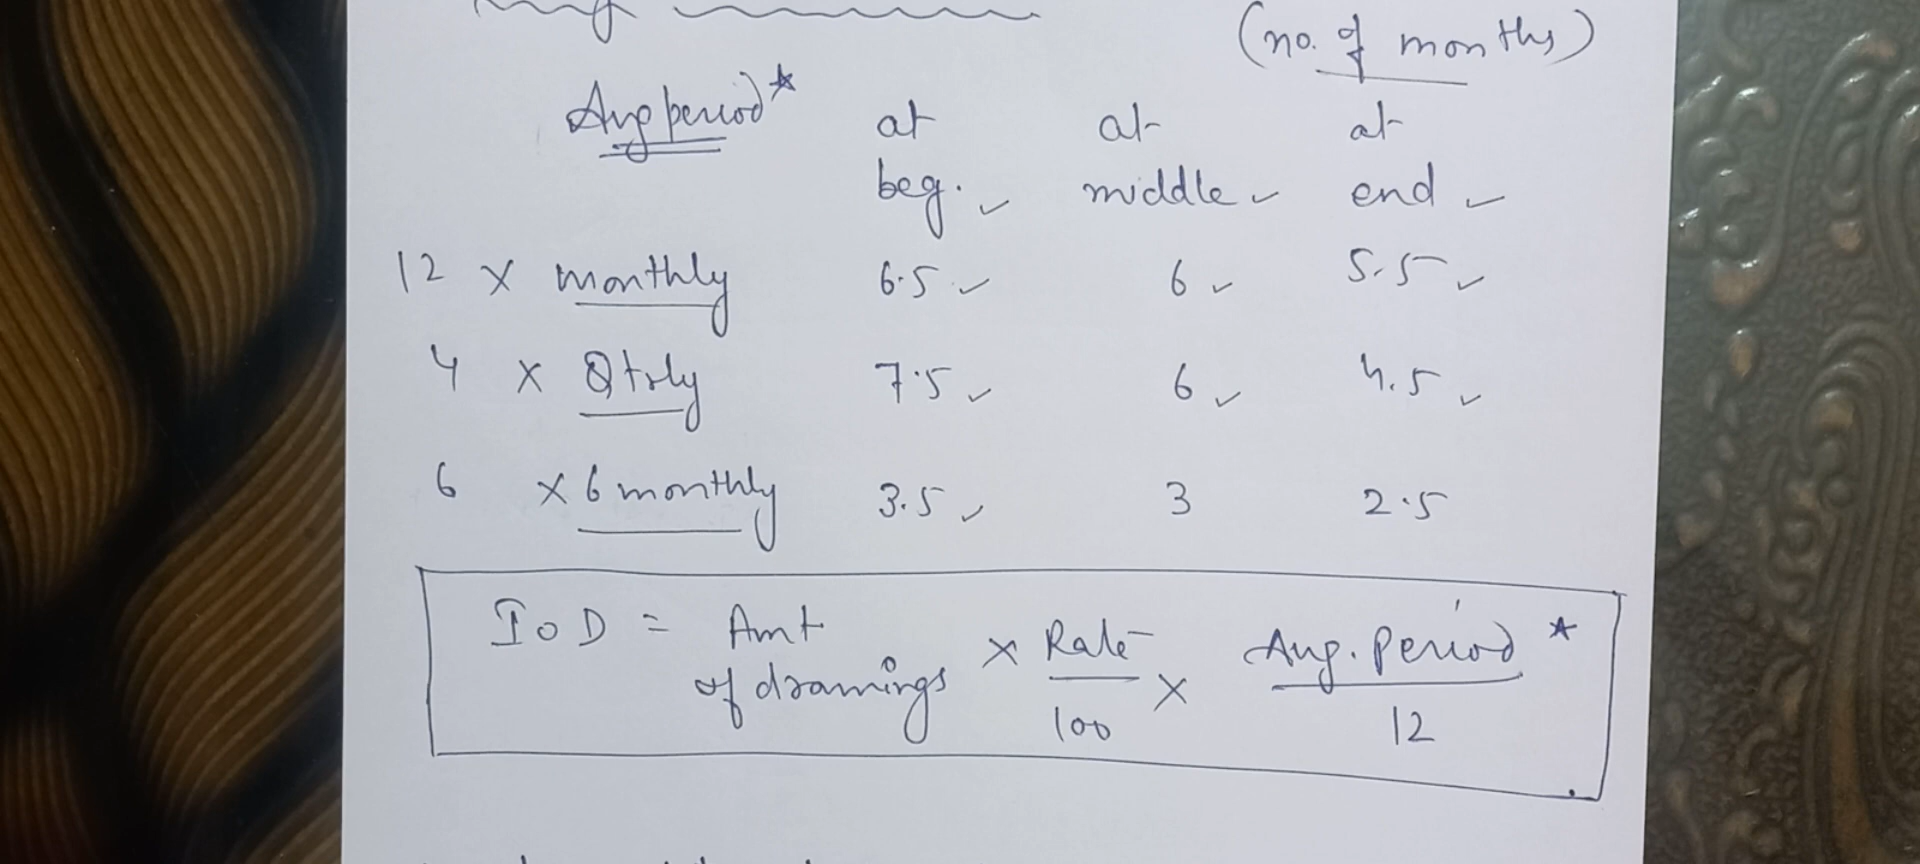 (no. of months)
Avg period*
at beg. ✓ at middle ✓ at end ✓
12 x monthly 6.5 ✓ 6 ✓ 5.5 ✓
4 x Qtrly 7.5 ✓ 6 ✓ 4.5 ✓
6 x 6 monthly 3.5 ✓ 3 2.5
IOD = Amt of drawings x Rate/100 x Avg. Period*/12